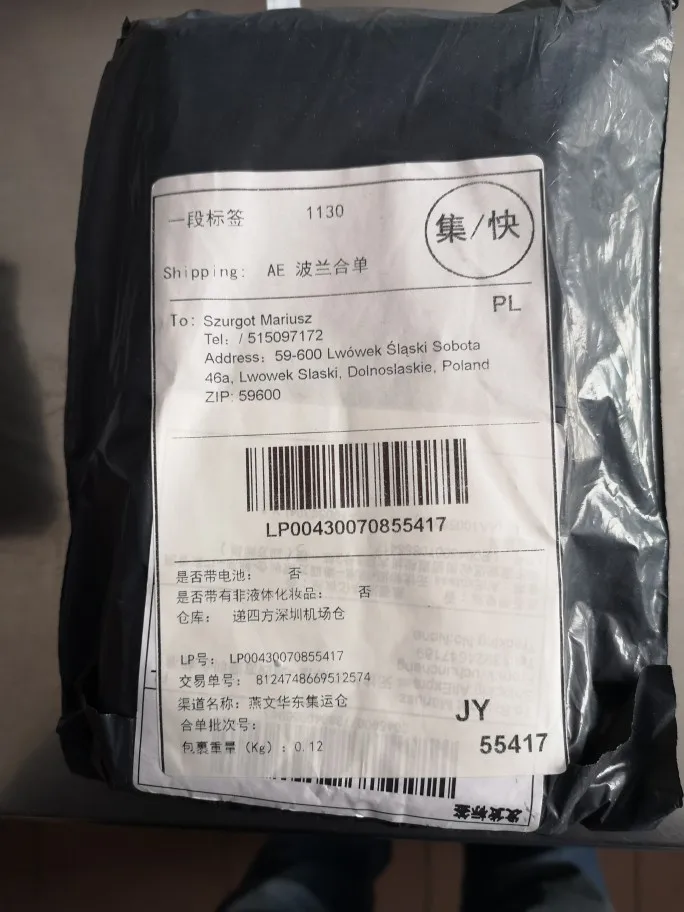 一段标签 1130
集/快
Shipping: AE 波兰合单
PL
To: Szurgot Mariusz
Tel: / 515097172
Address: 59-600 Lwówek Śląski Sobota
46a, Lwowek Slaski, Dolnoslaskie, Poland
ZIP: 59600
LP00430070855417
是否带电池: 否
是否带有非液体化妆品: 否
仓库: 递四方深圳机场仓
LP号: LP00430070855417
交易单号: 8124748669512574
渠道名称: 燕文华东集运仓
合单批次号:
包裹重量 (Kg): 0.12
JY
55417
发货标签